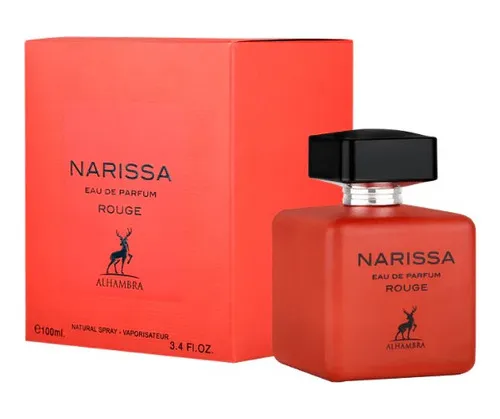 NARISSA
EAU DE PARFUM
ROUGE
ALHAMBRA
℮100ml.
NATURAL SPRAY - VAPORISATEUR
3.4 FL.OZ.
NARISSA
EAU DE PARFUM
ROUGE
ALHAMBRA